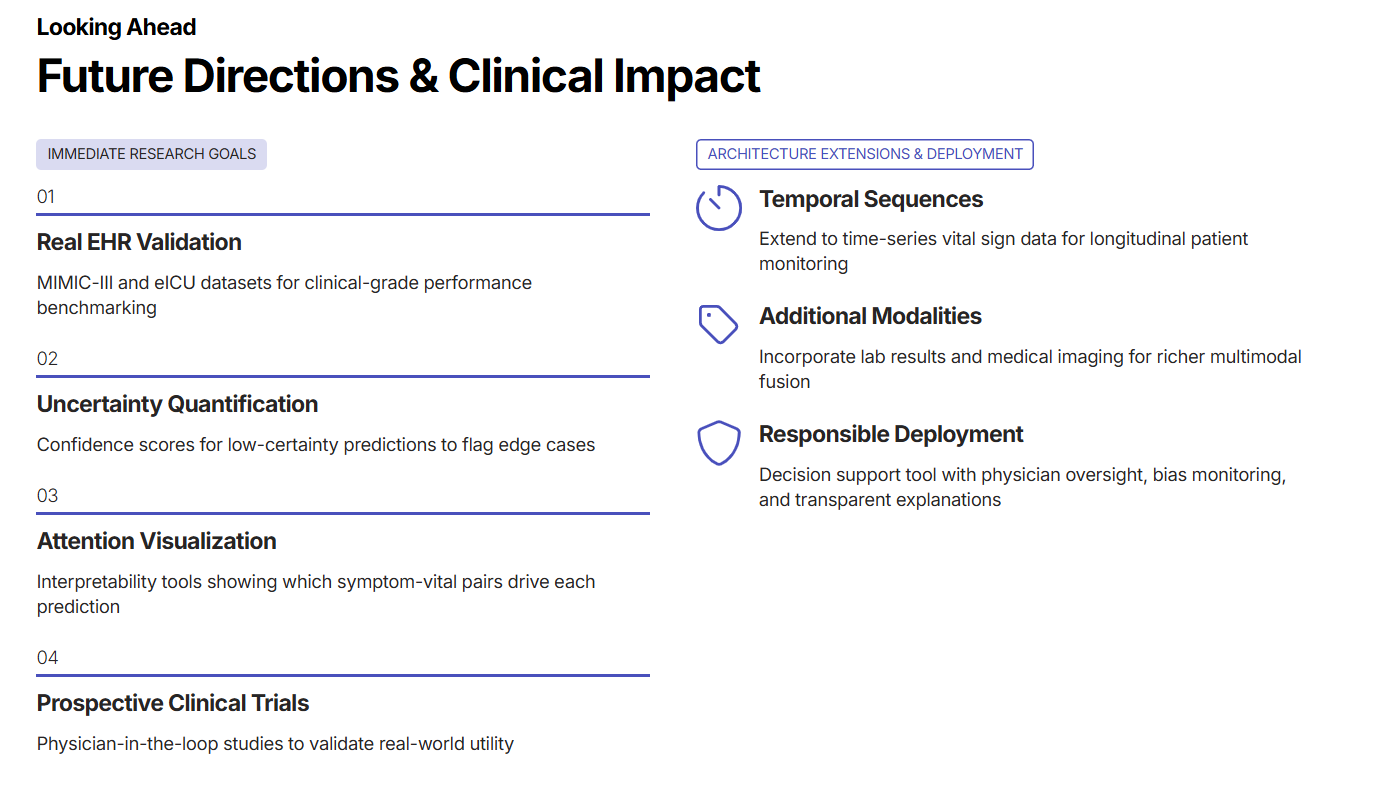 Looking Ahead
Future Directions & Clinical Impact
IMMEDIATE RESEARCH GOALS
01
Real EHR Validation
MIMIC-III and eICU datasets for clinical-grade performance
benchmarking
02
Uncertainty Quantification
Confidence scores for low-certainty predictions to flag edge cases
03
Attention Visualization
Interpretability tools showing which symptom-vital pairs drive each
prediction
04
Prospective Clinical Trials
Physician-in-the-loop studies to validate real-world utility
ARCHITECTURE EXTENSIONS & DEPLOYMENT
Temporal Sequences
Extend to time-series vital sign data for longitudinal patient
monitoring
Additional Modalities
Incorporate lab results and medical imaging for richer multimodal
fusion
Responsible Deployment
Decision support tool with physician oversight, bias monitoring,
and transparent explanations